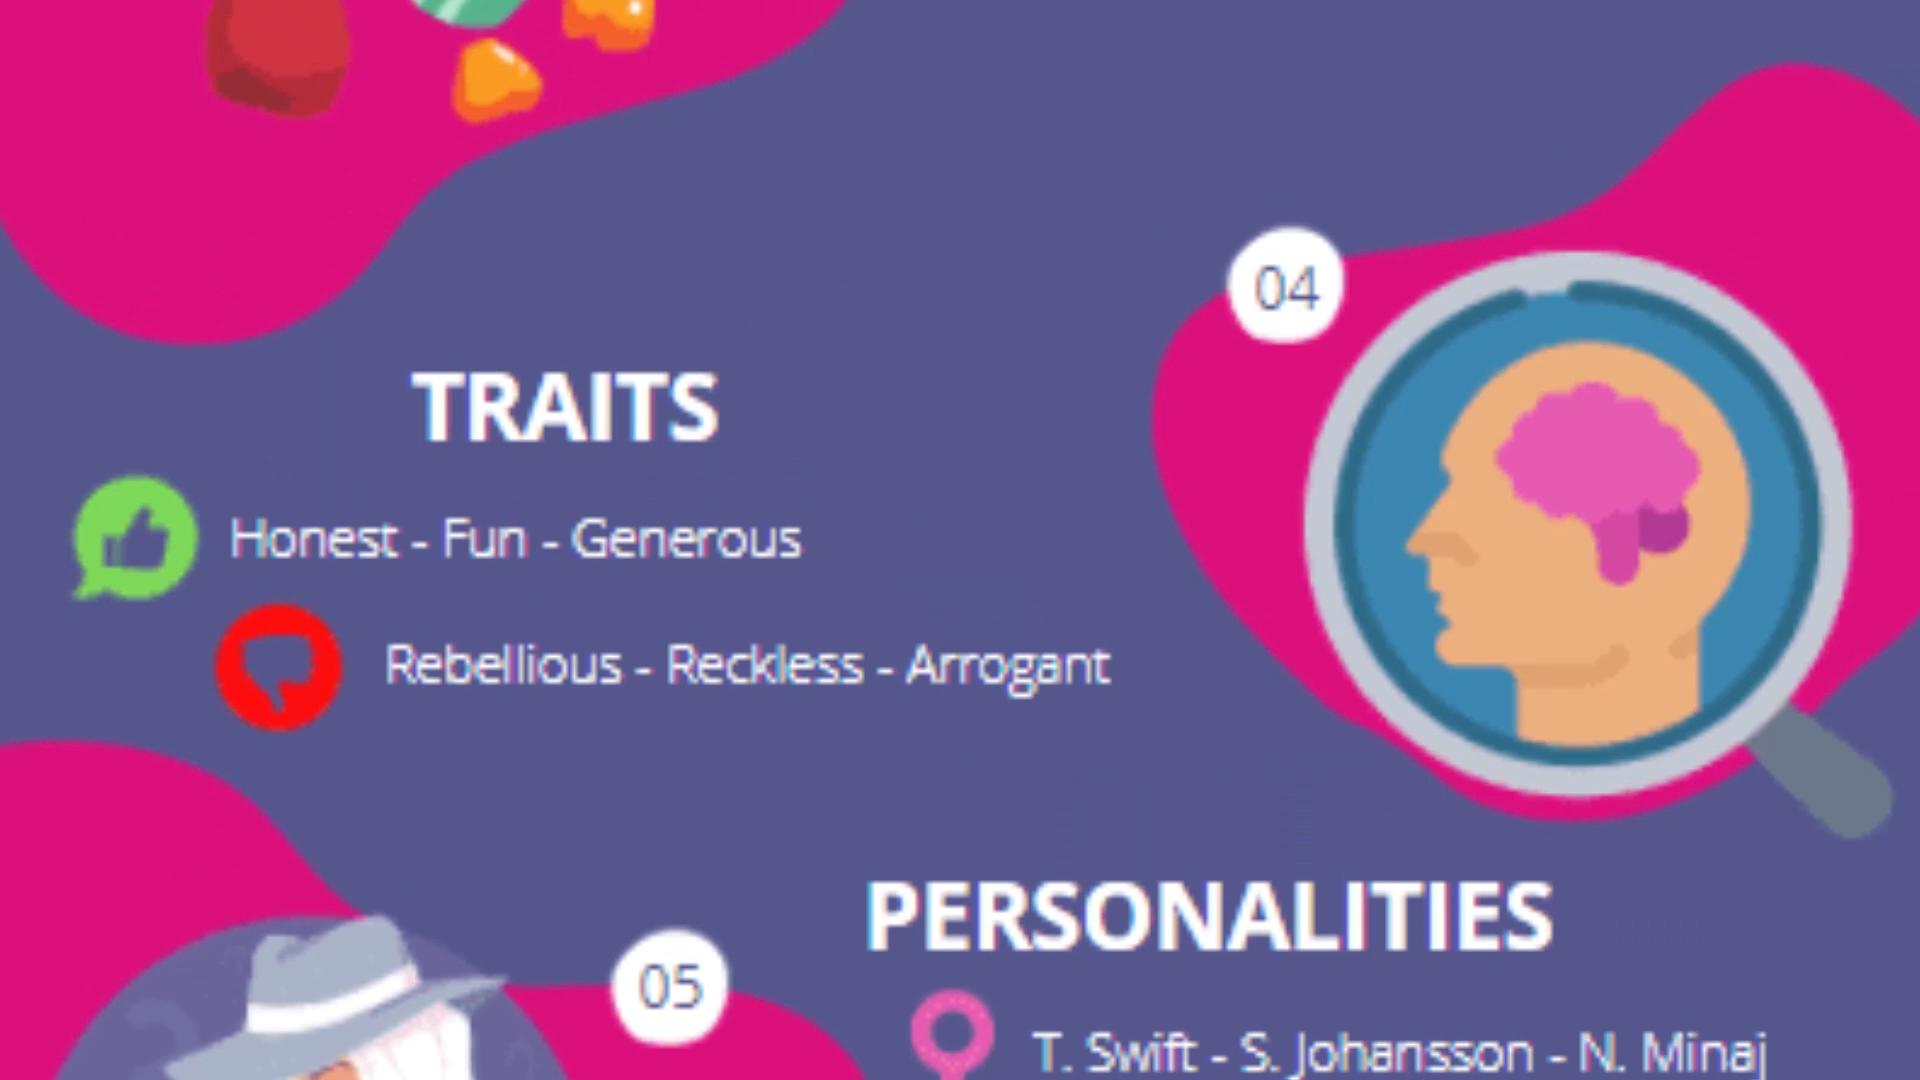 04
TRAITS
Honest - Fun - Generous
Rebellious - Reckless - Arrogant
PERSONALITIES
05
T. Swift - S. Johansson - N. Minaj